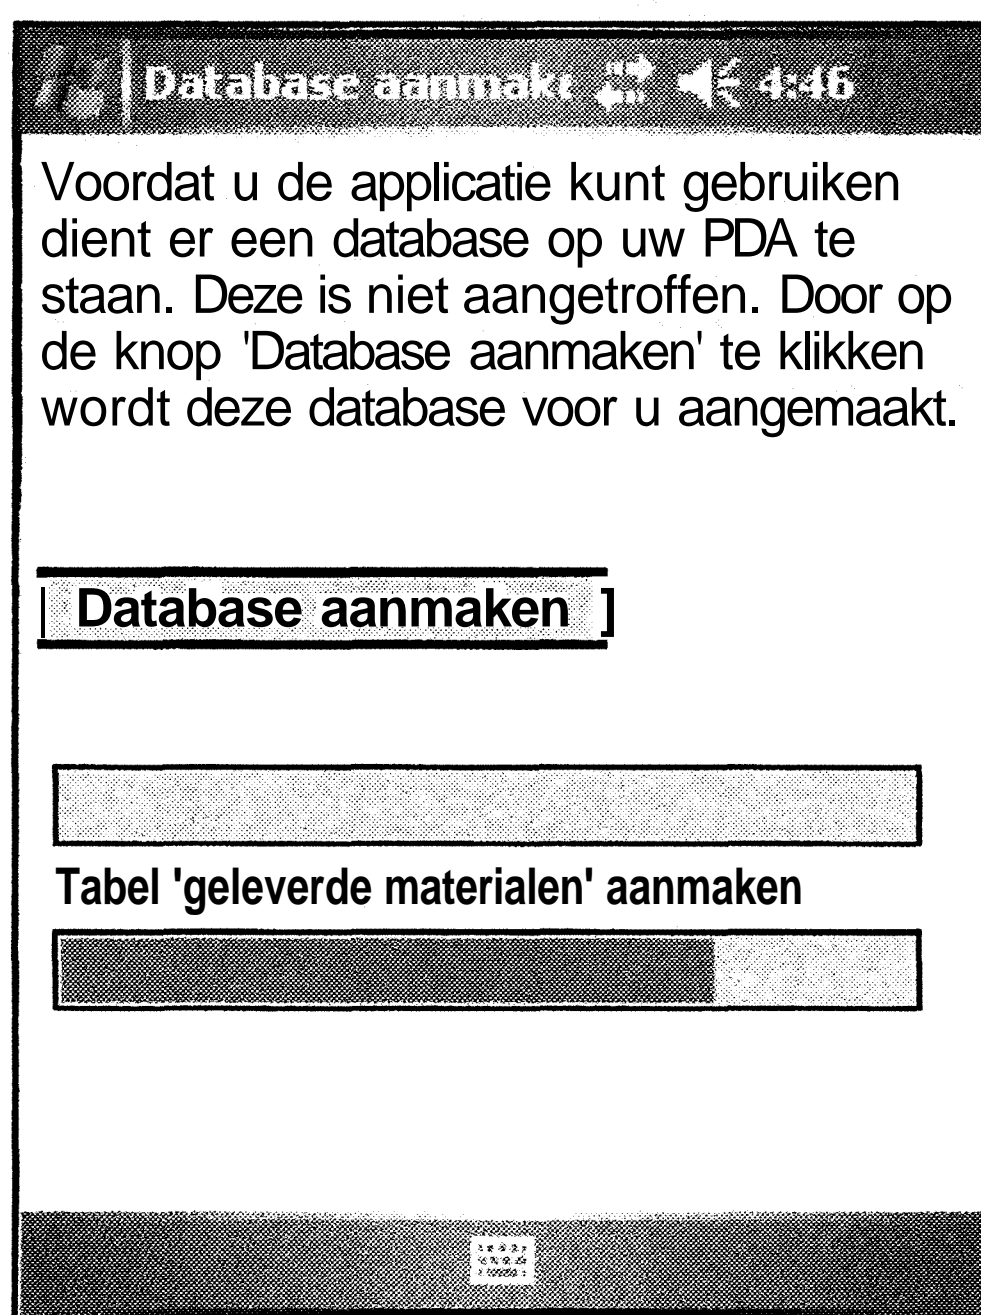 Database aanmake 4:46
Voordat u de applicatie kunt gebruiken
dient er een database op uw PDA te
staan. Deze is niet aangetroffen. Door op
de knop 'Database aanmaken' te klikken
wordt deze database voor u aangemaakt.
| Database aanmaken ]
Tabel 'geleverde materialen' aanmaken